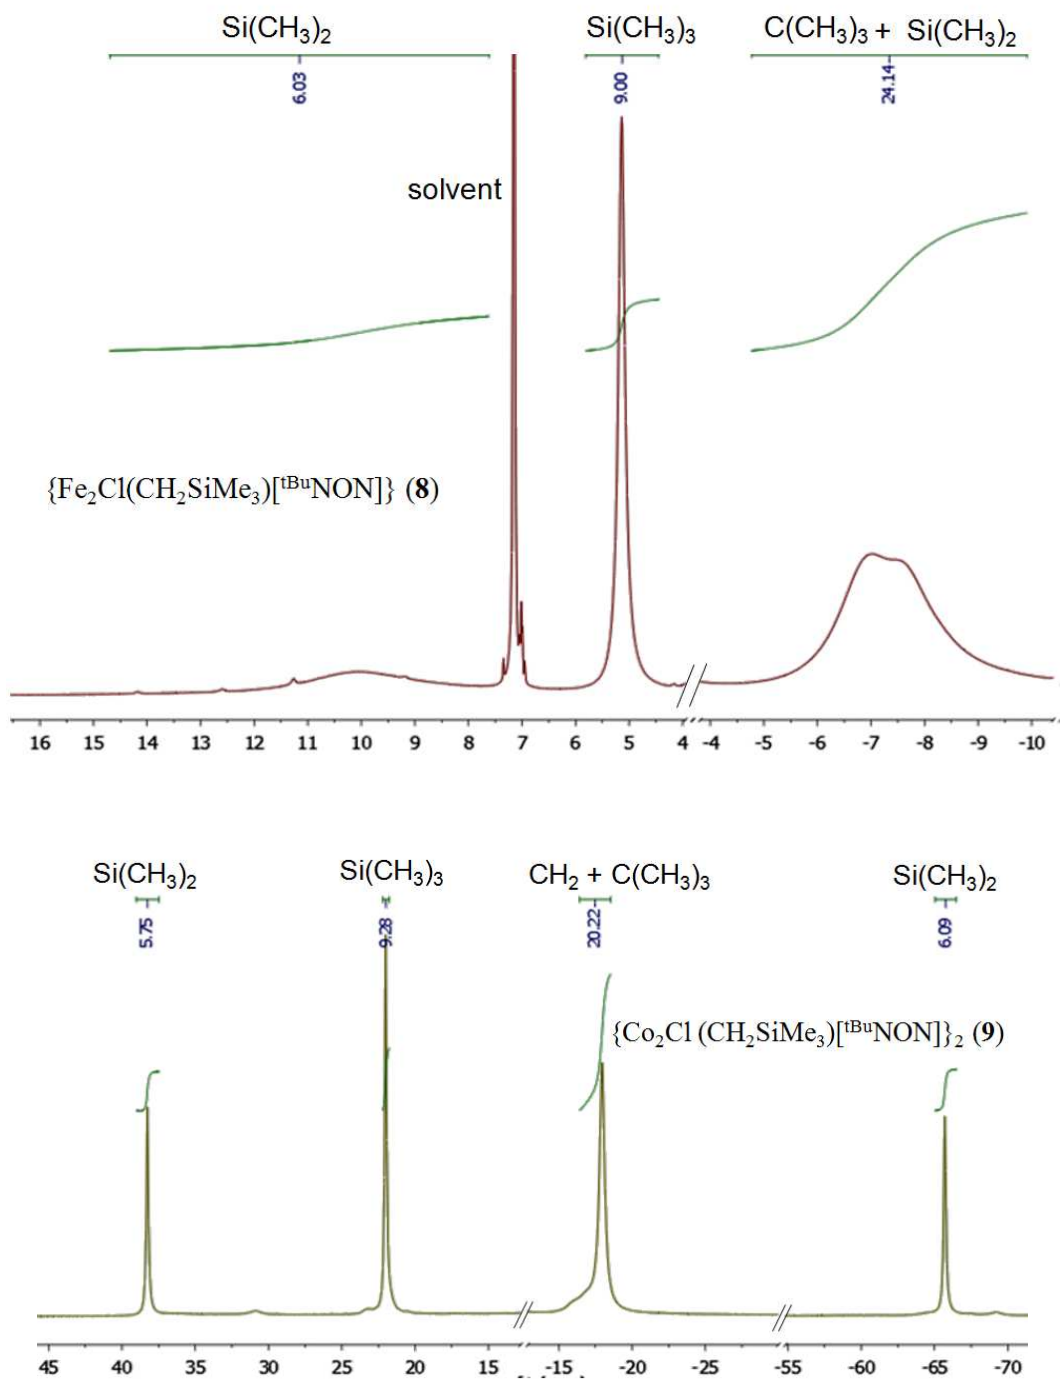 Si(CH₃)₂ Si(CH₃)₃ C(CH₃)₃ + Si(CH₃)₂
6.03 9.00 24.14
solvent
{Fe₂Cl(CH₂SiMe₃)[ᵗᴮᵘNON]} (8)
16 15 14 13 12 11 10 9 8 7 6 5 4 -4 -5 -6 -7 -8 -9 -10
Si(CH₃)₂ Si(CH₃)₃ CH₂ + C(CH₃)₃ Si(CH₃)₂
5.75 9.28 20.22 6.09
{Co₂Cl (CH₂SiMe₃)[ᵗᴮᵘNON]}₂ (9)
45 40 35 30 25 20 15 -15 -20 -25 -55 -60 -65 -70